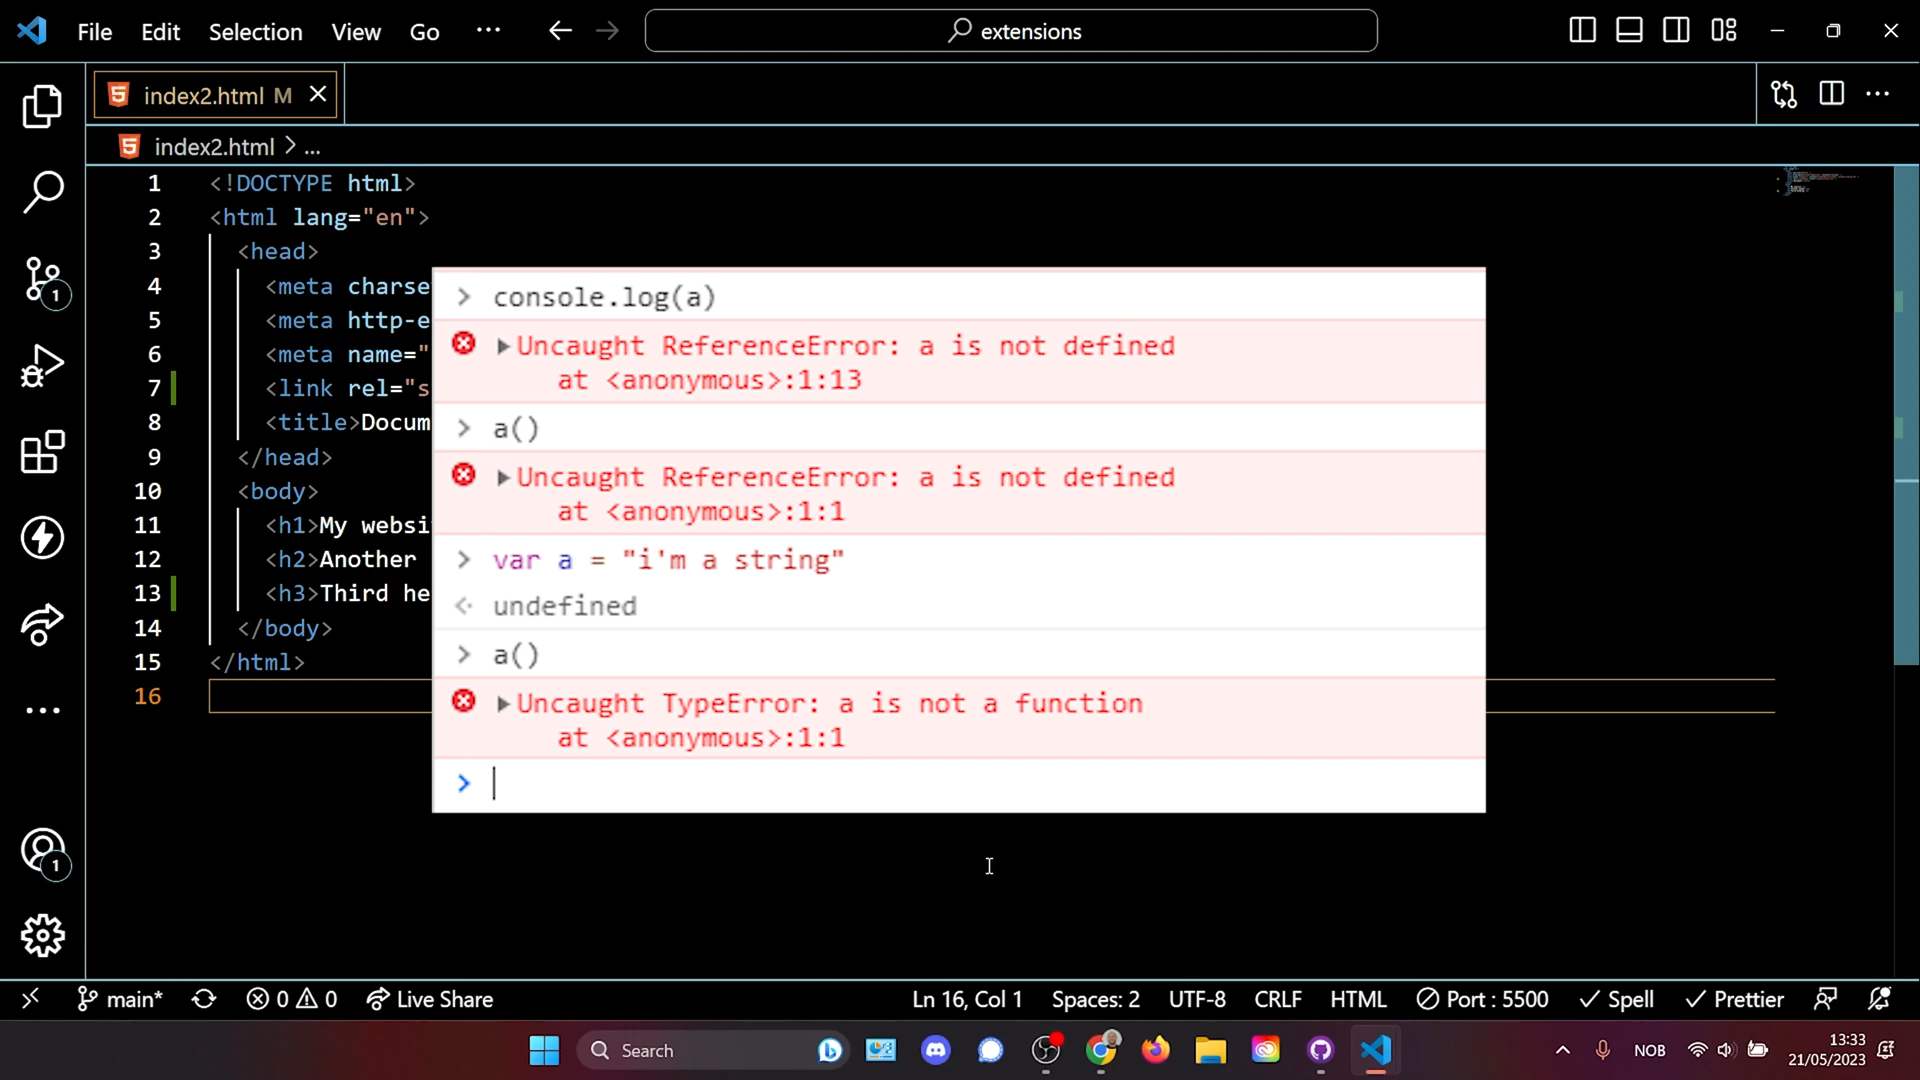 File Edit Selection View Go ... extensions
index2.html M
index2.html > ...
1 <!DOCTYPE html>
2 <html lang="en">
3 <head>
4 <meta charse
5 <meta http-e
6 <meta name="
7 <link rel="s
8 <title>Docum
9 </head>
10 <body>
11 <h1>My websi
12 <h2>Another
13 <h3>Third he
14 </body>
15 </html>
16
> console.log(a)
▶Uncaught ReferenceError: a is not defined
at <anonymous>:1:13
> a()
▶Uncaught ReferenceError: a is not defined
at <anonymous>:1:1
> var a = "i'm a string"
undefined
> a()
▶Uncaught TypeError: a is not a function
at <anonymous>:1:1
>
1
1
main* 0 0 Live Share Ln 16, Col 1 Spaces: 2 UTF-8 CRLF HTML Port : 5500 Spell Prettier
Search NOB 13:33
21/05/2023